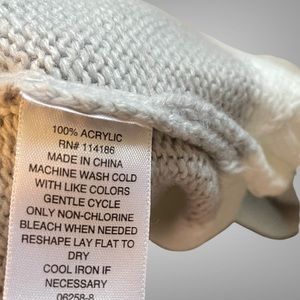 100% ACRYLIC
RN# 114186
MADE IN CHINA
MACHINE WASH COLD
WITH LIKE COLORS
GENTLE CYCLE
ONLY NON-CHLORINE
BLEACH WHEN NEEDED
RESHAPE LAY FLAT TO
DRY
COOL IRON IF
NECESSARY
06258-8